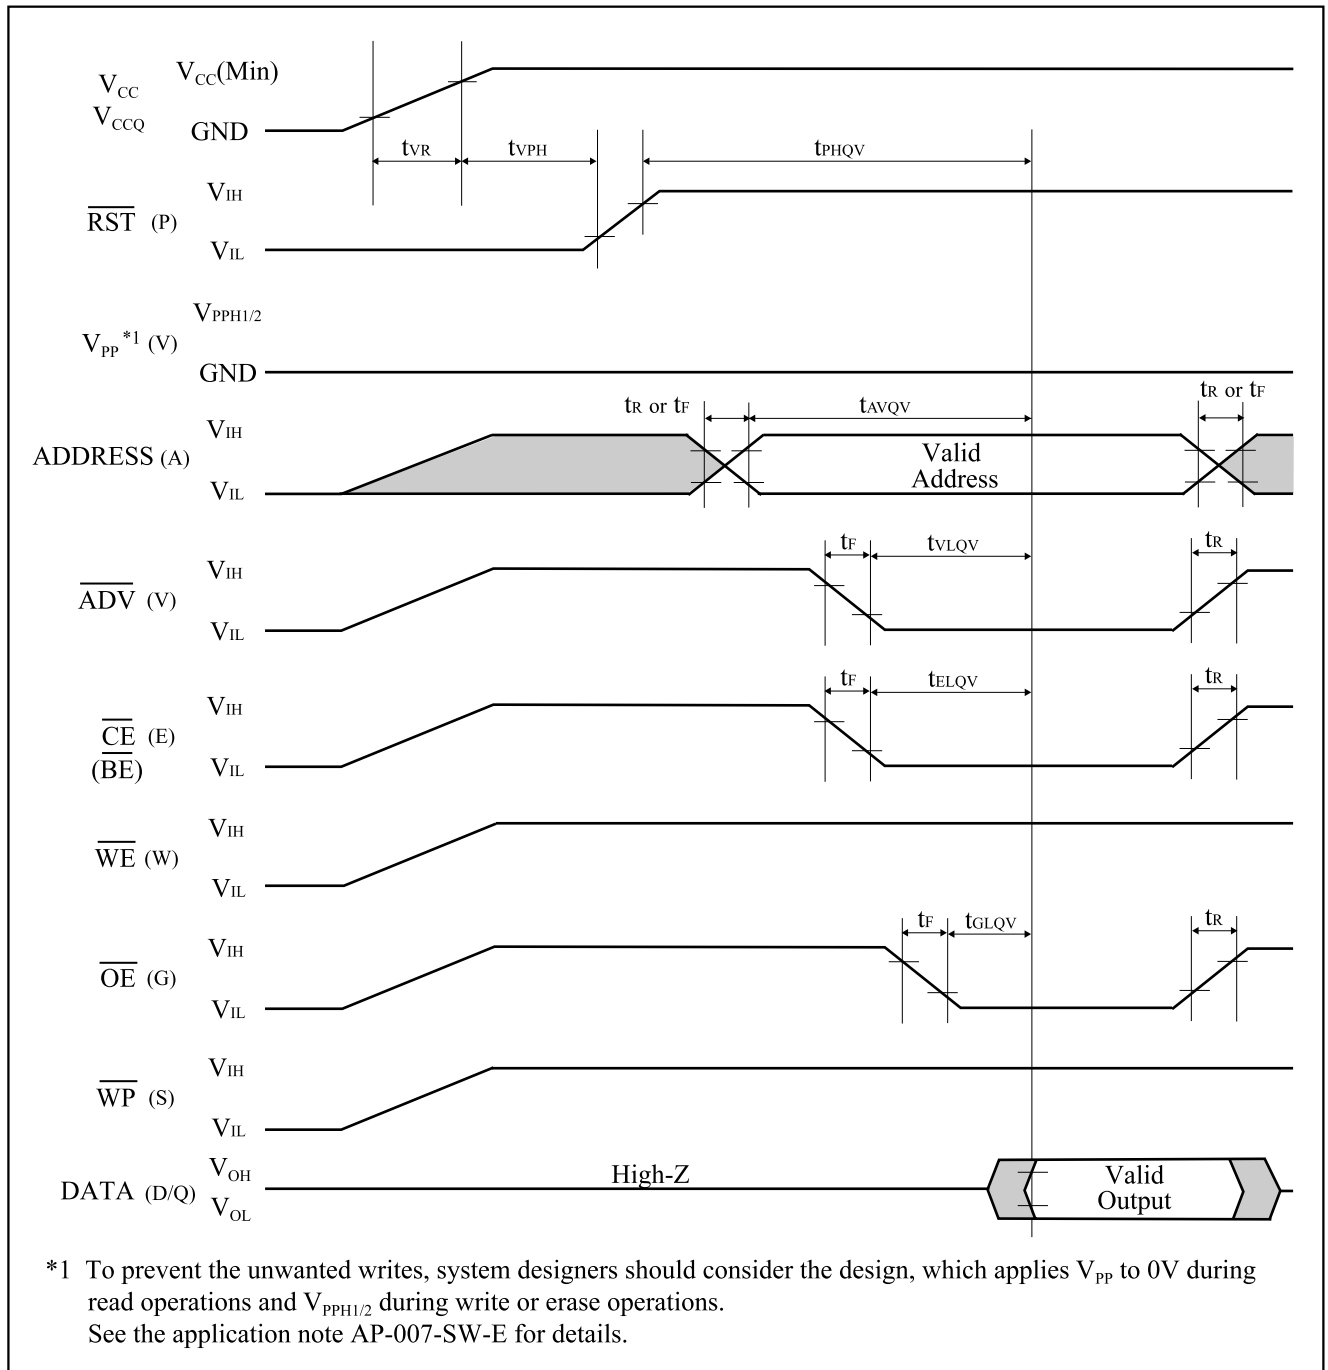 VCC(Min)
VCC
VCCQ
GND
tVR
tVPH
tPHQV
VIH
RST (P)
VIL
VPPH1/2
VPP *1 (V)
GND
tR or tF
tAVQV
tR or tF
VIH
ADDRESS (A)
Valid
Address
VIL
tF
tVLQV
tR
VIH
ADV (V)
VIL
tF
tELQV
tR
VIH
CE (E)
(BE)
VIL
VIH
WE (W)
VIL
tF
tGLQV
tR
VIH
OE (G)
VIL
VIH
WP (S)
VIL
VOH
High-Z
Valid
Output
DATA (D/Q)
VOL
*1 To prevent the unwanted writes, system designers should consider the design, which applies VPP to 0V during
read operations and VPPH1/2 during write or erase operations.
See the application note AP-007-SW-E for details.